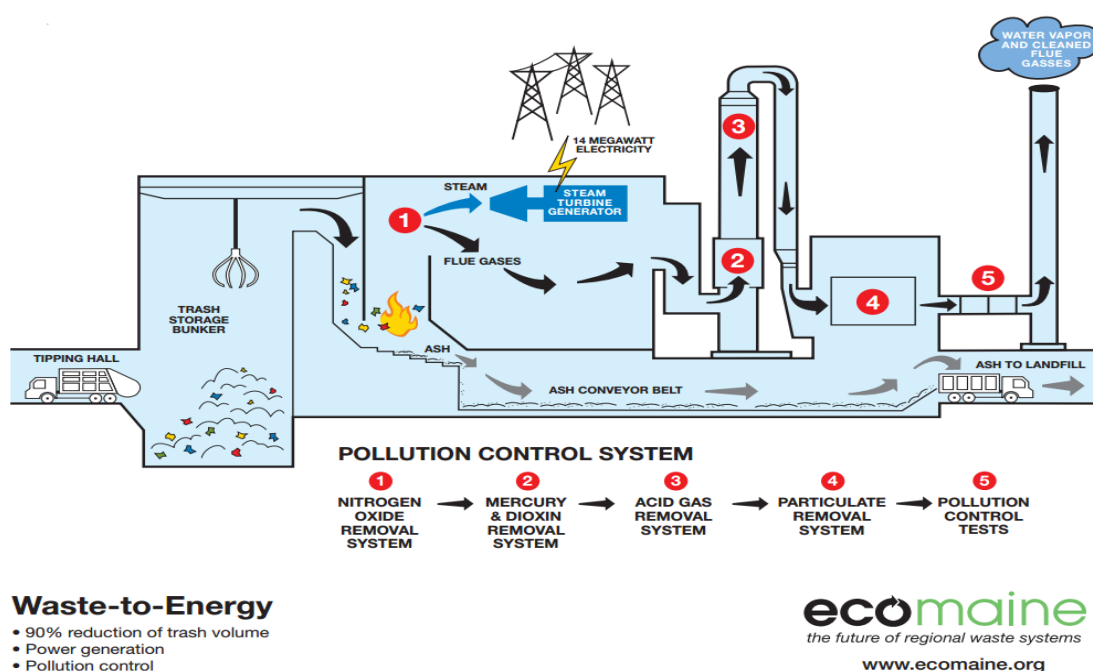 WATER VAPOR
AND CLEANED
FLUE
GASSES
3
14 MEGAWATT
ELECTRICITY
STEAM
STEAM
TURBINE
GENERATOR
1
FLUE GASES
2
5
4
TRASH
STORAGE
BUNKER
TIPPING HALL
ASH
ASH CONVEYOR BELT
ASH TO LANDFILL
POLLUTION CONTROL SYSTEM
1
NITROGEN
OXIDE
REMOVAL
SYSTEM
2
MERCURY
& DIOXIN
REMOVAL
SYSTEM
3
ACID GAS
REMOVAL
SYSTEM
4
PARTICULATE
REMOVAL
SYSTEM
5
POLLUTION
CONTROL
TESTS
Waste-to-Energy
• 90% reduction of trash volume
• Power generation
• Pollution control
ecomaine
the future of regional waste systems
www.ecomaine.org